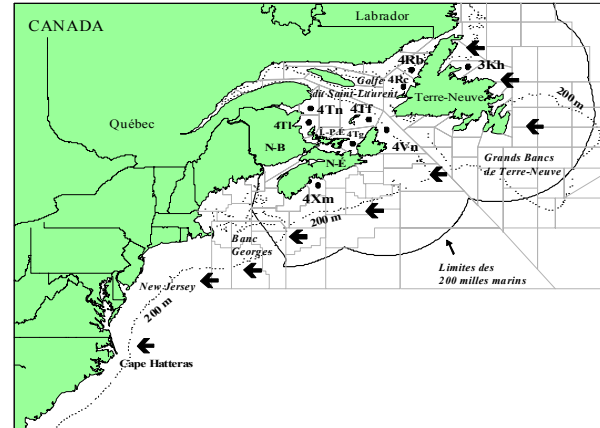 CANADA
Labrador
4Rb
3Kh
Golfe
4Rc
du Saint-Laurent
4Tn
4Tf
Terre-Neuve
200 m
Québec
4Tl
I.-P.-E
4Tg
4Vn
N-B
N-E
Grands Bancs
de Terre-Neuve
4Xm
200 m
Banc
Georges
Limites des
200 milles marins
New Jersey
200 m
Cape Hatteras